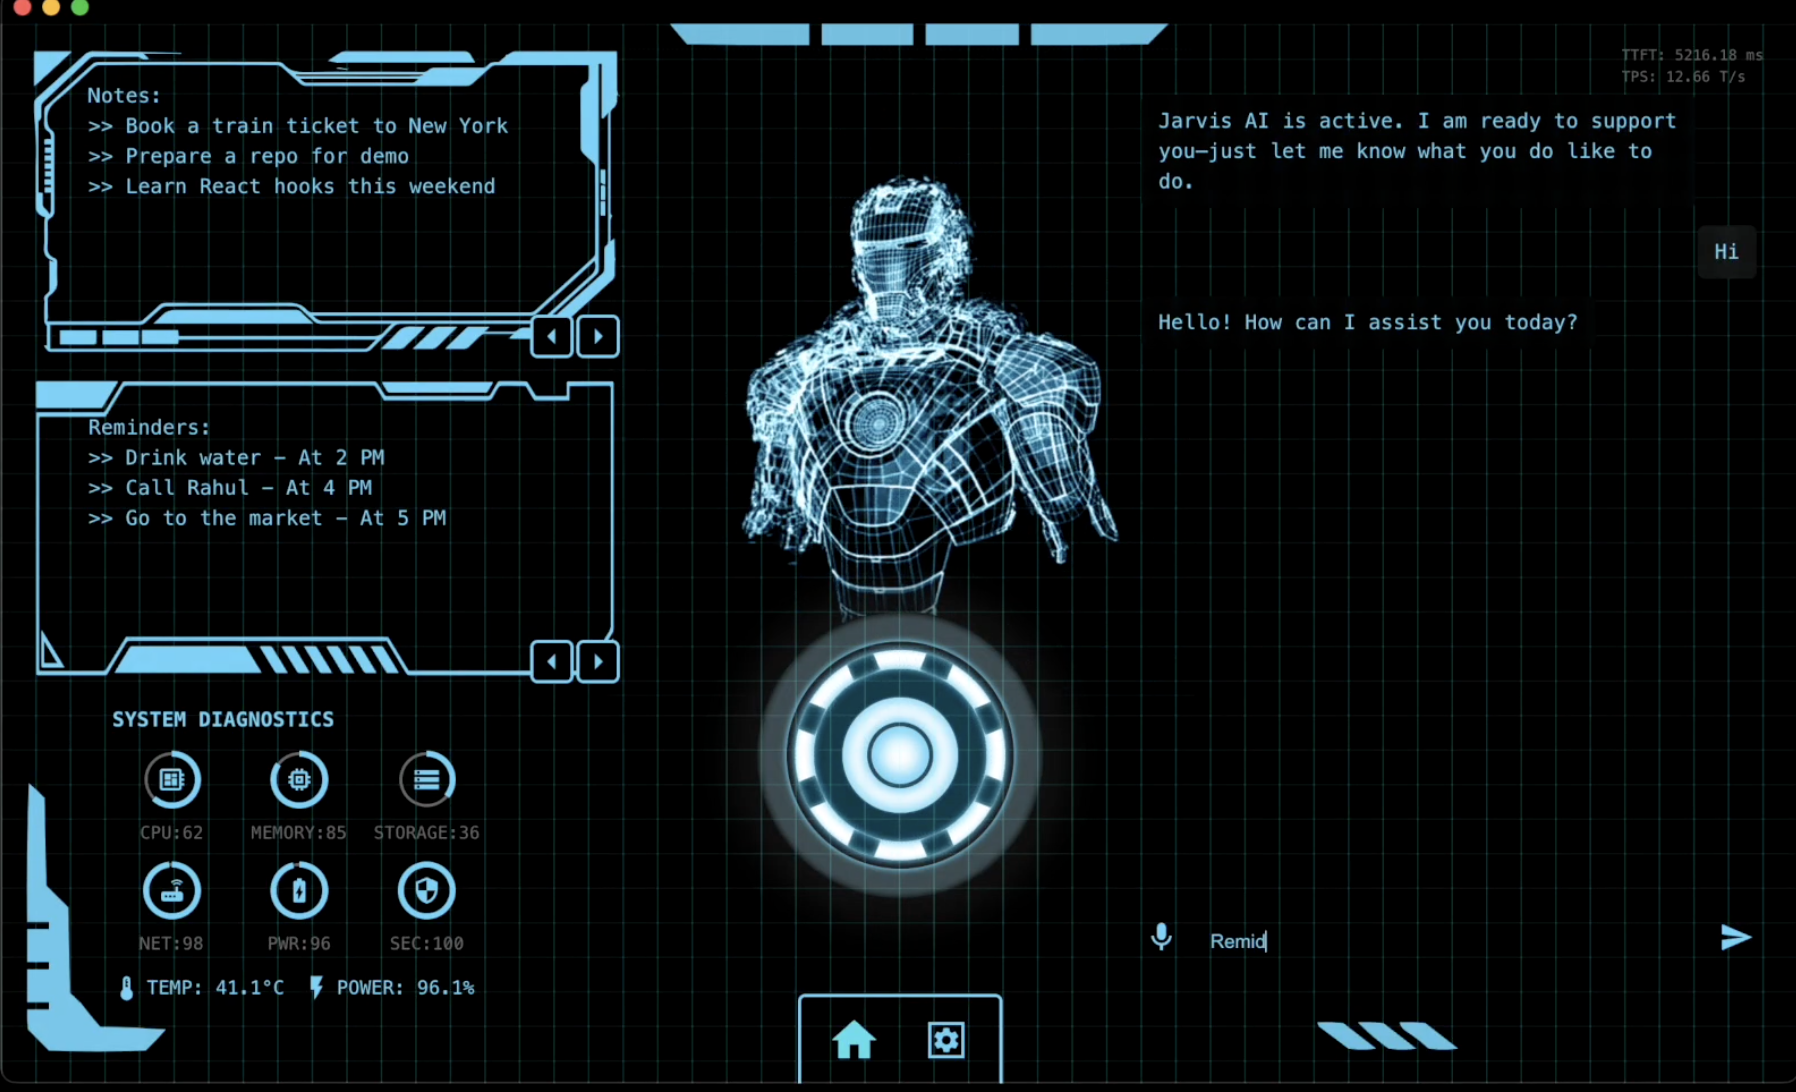 Notes:
>> Book a train ticket to New York
>> Prepare a repo for demo
>> Learn React hooks this weekend
Reminders:
>> Drink water – At 2 PM
>> Call Rahul – At 4 PM
>> Go to the market – At 5 PM
SYSTEM DIAGNOSTICS
CPU:62 MEMORY:85 STORAGE:36
NET:98 PWR:96 SEC:100
TEMP: 41.1°C POWER: 96.1%
TTFT: 5216.18 ms
TPS: 12.66 T/s
Jarvis AI is active. I am ready to support
you—just let me know what you do like to
do.
Hi
Hello! How can I assist you today?
Remid